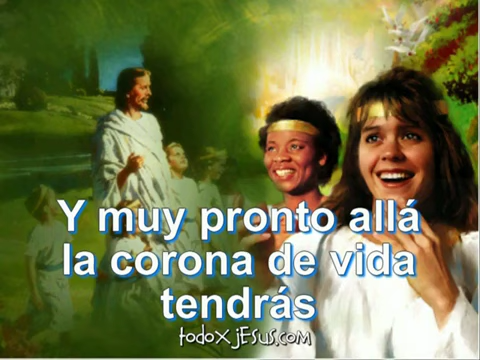 Y muy pronto allá
la corona de vida
tendrás
todoXjEsus.com